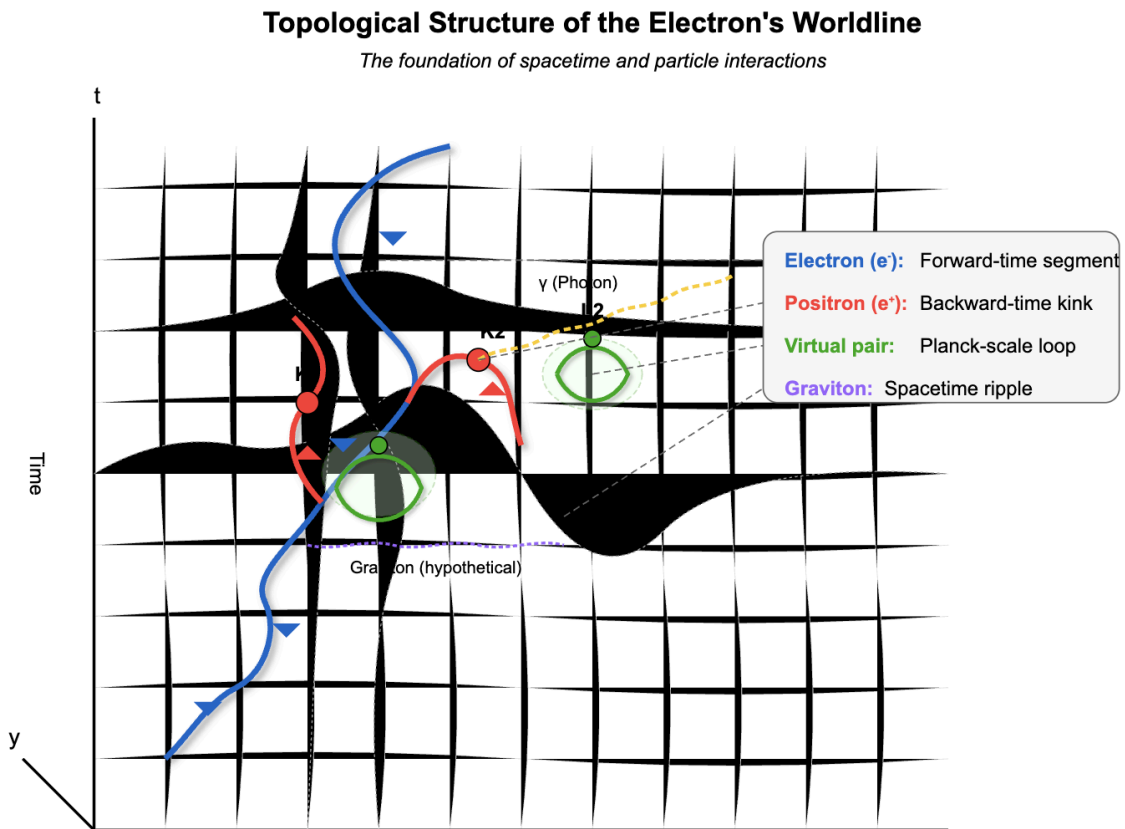 Topological Structure of the Electron's Worldline
The foundation of spacetime and particle interactions
t
Electron (e⁻): Forward-time segment
γ (Photon)
Positron (e⁺): Backward-time kink
L2
K2
Virtual pair: Planck-scale loop
K
Graviton: Spacetime ripple
Time
Graviton (hypothetical)
y